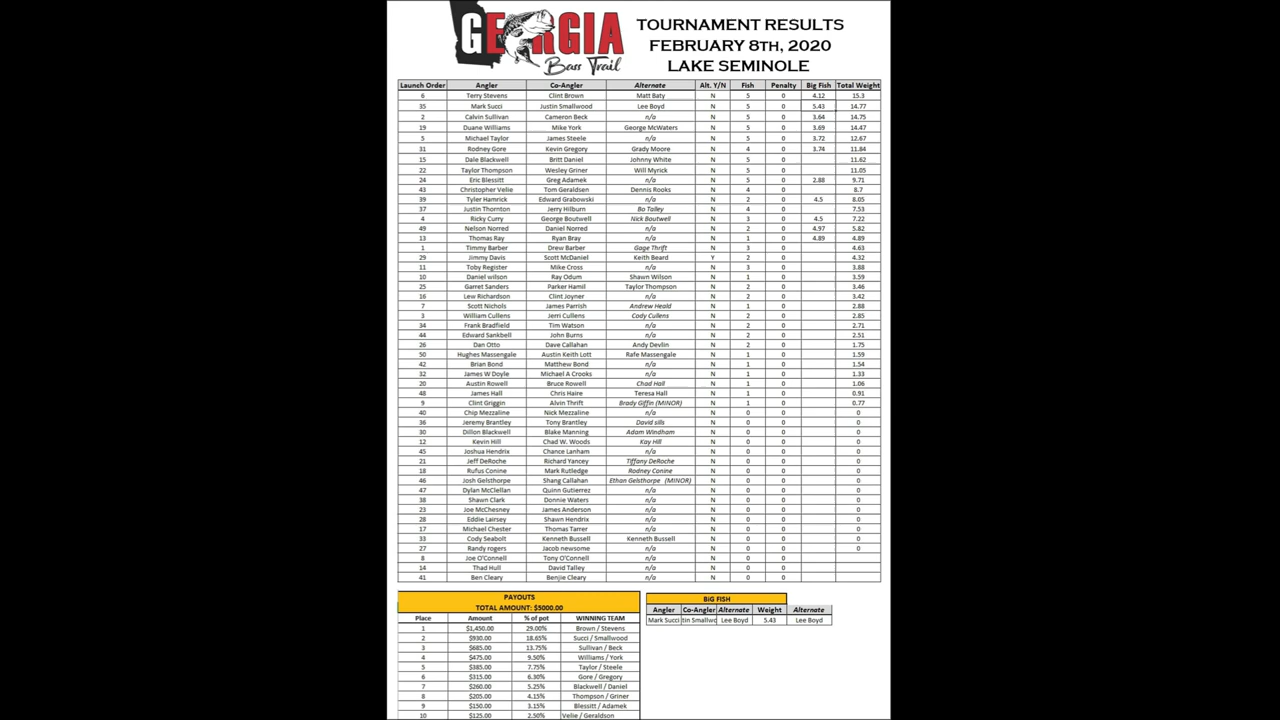 GEORGIA
Bass Trail
TOURNAMENT RESULTS
FEBRUARY 8TH, 2020
LAKE SEMINOLE
Launch Order Angler Co-Angler Alternate Alt. Y/N Fish Penalty Big Fish Total Weight
6 Terry Stevens Clint Brown Matt Baty N 5 0 4.12 15.3
35 Mark Succi Justin Smallwood Lee Boyd N 5 0 5.43 14.77
2 Calvin Sullivan Cameron Beck n/a N 5 0 3.64 14.75
19 Duane Williams Mike York George McWaters N 5 0 3.69 14.47
5 Michael Taylor James Steele n/a N 5 0 3.72 12.67
31 Rodney Gore Kevin Gregory Grady Moore N 4 0 3.74 11.84
15 Dale Blackwell Britt Daniel Johnny White N 5 0 11.62
22 Taylor Thompson Wesley Griner Will Myrick N 5 0 11.05
24 Eric Blessitt Greg Adamek n/a N 5 0 2.88 9.71
43 Christopher Velie Tom Geraldsen Dennis Rooks N 4 0 8.7
39 Tyler Hamrick Edward Grabowski n/a N 2 0 4.5 8.05
37 Justin Thornton Jerry Hilburn Bo Talley N 4 0 7.53
4 Ricky Curry George Boutwell Nick Boutwell N 3 0 4.5 7.22
49 Nelson Norred Daniel Norred n/a N 2 0 4.97 5.82
13 Thomas Ray Ryan Bray n/a N 1 0 4.89 4.89
1 Timmy Barber Drew Barber Gage Thrift N 3 0 4.63
29 Jimmy Davis Scott McDaniel Keith Beard Y 2 0 4.32
11 Toby Register Mike Cross n/a N 3 0 3.88
10 Daniel wilson Ray Odum Shawn Wilson N 1 0 3.59
25 Garret Sanders Parker Hamil Taylor Thompson N 2 0 3.46
16 Lew Richardson Clint Joyner n/a N 2 0 3.42
7 Scott Nichols James Parrish Andrew Heald N 1 0 2.88
3 William Cullens Jerri Cullens Cody Cullens N 2 0 2.85
34 Frank Bradfield Tim Watson n/a N 2 0 2.71
44 Edward Sankbell John Burns n/a N 2 0 2.51
26 Dan Otto Dave Callahan Andy Devlin N 2 0 1.75
50 Hughes Massengale Austin Keith Lott Rafe Massengale N 1 0 1.59
42 Brian Bond Matthew Bond n/a N 1 0 1.54
32 James W Doyle Michael A Crooks n/a N 1 0 1.33
20 Austin Rowell Bruce Rowell Chad Hall N 1 0 1.06
48 James Hall Chris Haire Teresa Hall N 1 0 0.91
9 Clint Griggin Alvin Thrift Brady Giffin (MINOR) N 1 0 0.77
40 Chip Mezzaline Nick Mezzaline n/a N 0 0 0
36 Jeremy Brantley Tony Brantley David sills N 0 0 0
30 Dillon Blackwell Blake Manning Adam Windham N 0 0 0
12 Kevin Hill Chad W. Woods Kay Hill N 0 0 0
45 Joshua Hendrix Chance Lanham n/a N 0 0 0
21 Jeff DeRoche Richard Yancey Tiffany DeRoche N 0 0 0
18 Rufus Conine Mark Rutledge Rodney Conine N 0 0 0
46 Josh Gelsthorpe Shang Callahan Ethan Gelsthorpe (MINOR) N 0 0 0
47 Dylan McClellan Quinn Gutierrez n/a N 0 0 0
38 Shawn Clark Donnie Waters n/a N 0 0 0
23 Joe McChesney James Anderson n/a N 0 0 0
28 Eddie Lairsey Shawn Hendrix n/a N 0 0 0
17 Michael Chester Thomas Tarrer n/a N 0 0 0
33 Cody Seabolt Kenneth Bussell Kenneth Bussell N 0 0 0
27 Randy rogers Jacob newsome n/a N 0 0 0
8 Joe O'Connell Tony O'Connell n/a N 0 0
14 Thad Hull David Talley n/a N 0 0
41 Ben Cleary Benjie Cleary n/a N 0 0
PAYOUTS
TOTAL AMOUNT: $5000.00
Place Amount % of pot WINNING TEAM
1 $1,450.00 29.00% Brown / Stevens
2 $930.00 18.65% Succi / Smallwood
3 $685.00 13.75% Sullivan / Beck
4 $475.00 9.50% Williams / York
5 $385.00 7.75% Taylor / Steele
6 $315.00 6.30% Gore / Gregory
7 $260.00 5.25% Blackwell / Daniel
8 $205.00 4.15% Thompson / Griner
9 $150.00 3.15% Blessitt / Adamek
10 $125.00 2.50% Velie / Geraldson
BiG FISH
Angler Co-Angler Alternate Weight Alternate
Mark Succi tin Smallwo Lee Boyd 5.43 Lee Boyd